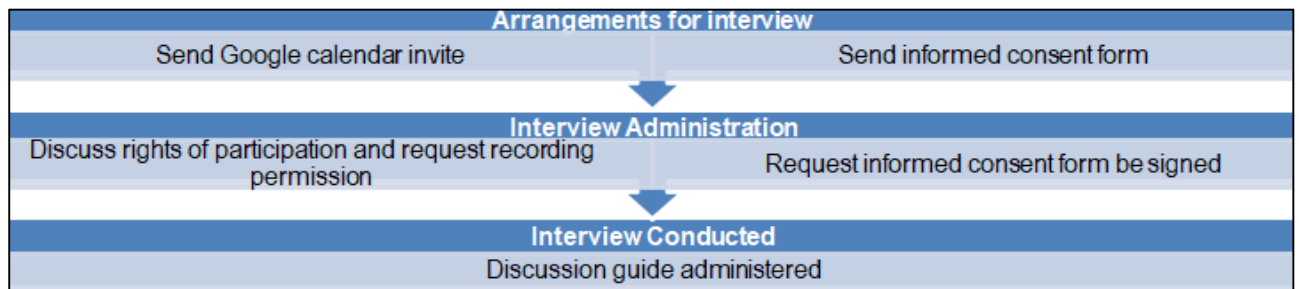 Arrangements for interview
Send Google calendar invite
Send informed consent form
Interview Administration
Discuss rights of participation and request recording
permission
Request informed consent form be signed
Interview Conducted
Discussion guide administered